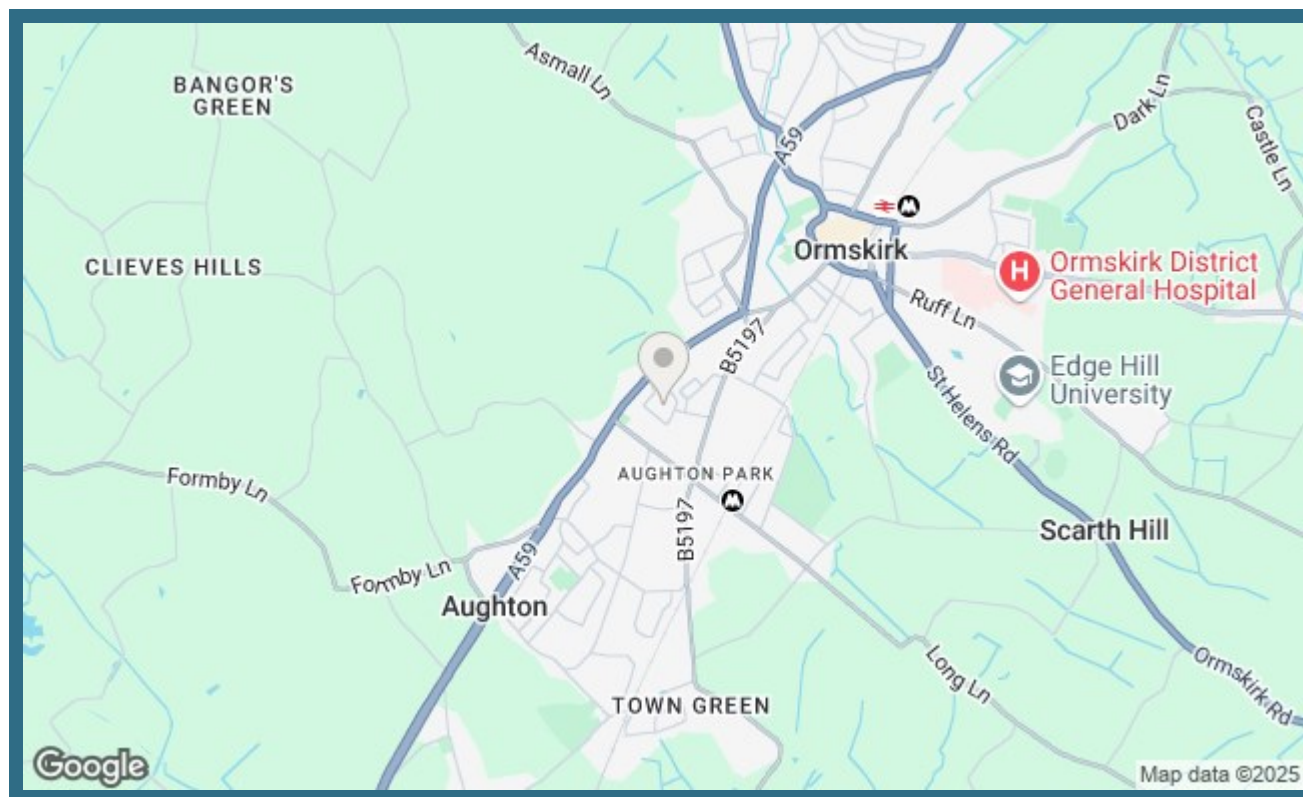 Asmall Ln
BANGOR'S
GREEN
Dark Ln
Castle Ln
A59
Ormskirk
CLIEVES HILLS
H
Ormskirk District
General Hospital
Ruff Ln
B5197
Edge Hill
University
St Helens Rd
AUGHTON PARK
Formby Ln
B5197
Scarth Hill
A59
Formby Ln
Aughton
Long Ln
Ormskirk Rd
TOWN GREEN
Google
Map data ©2025